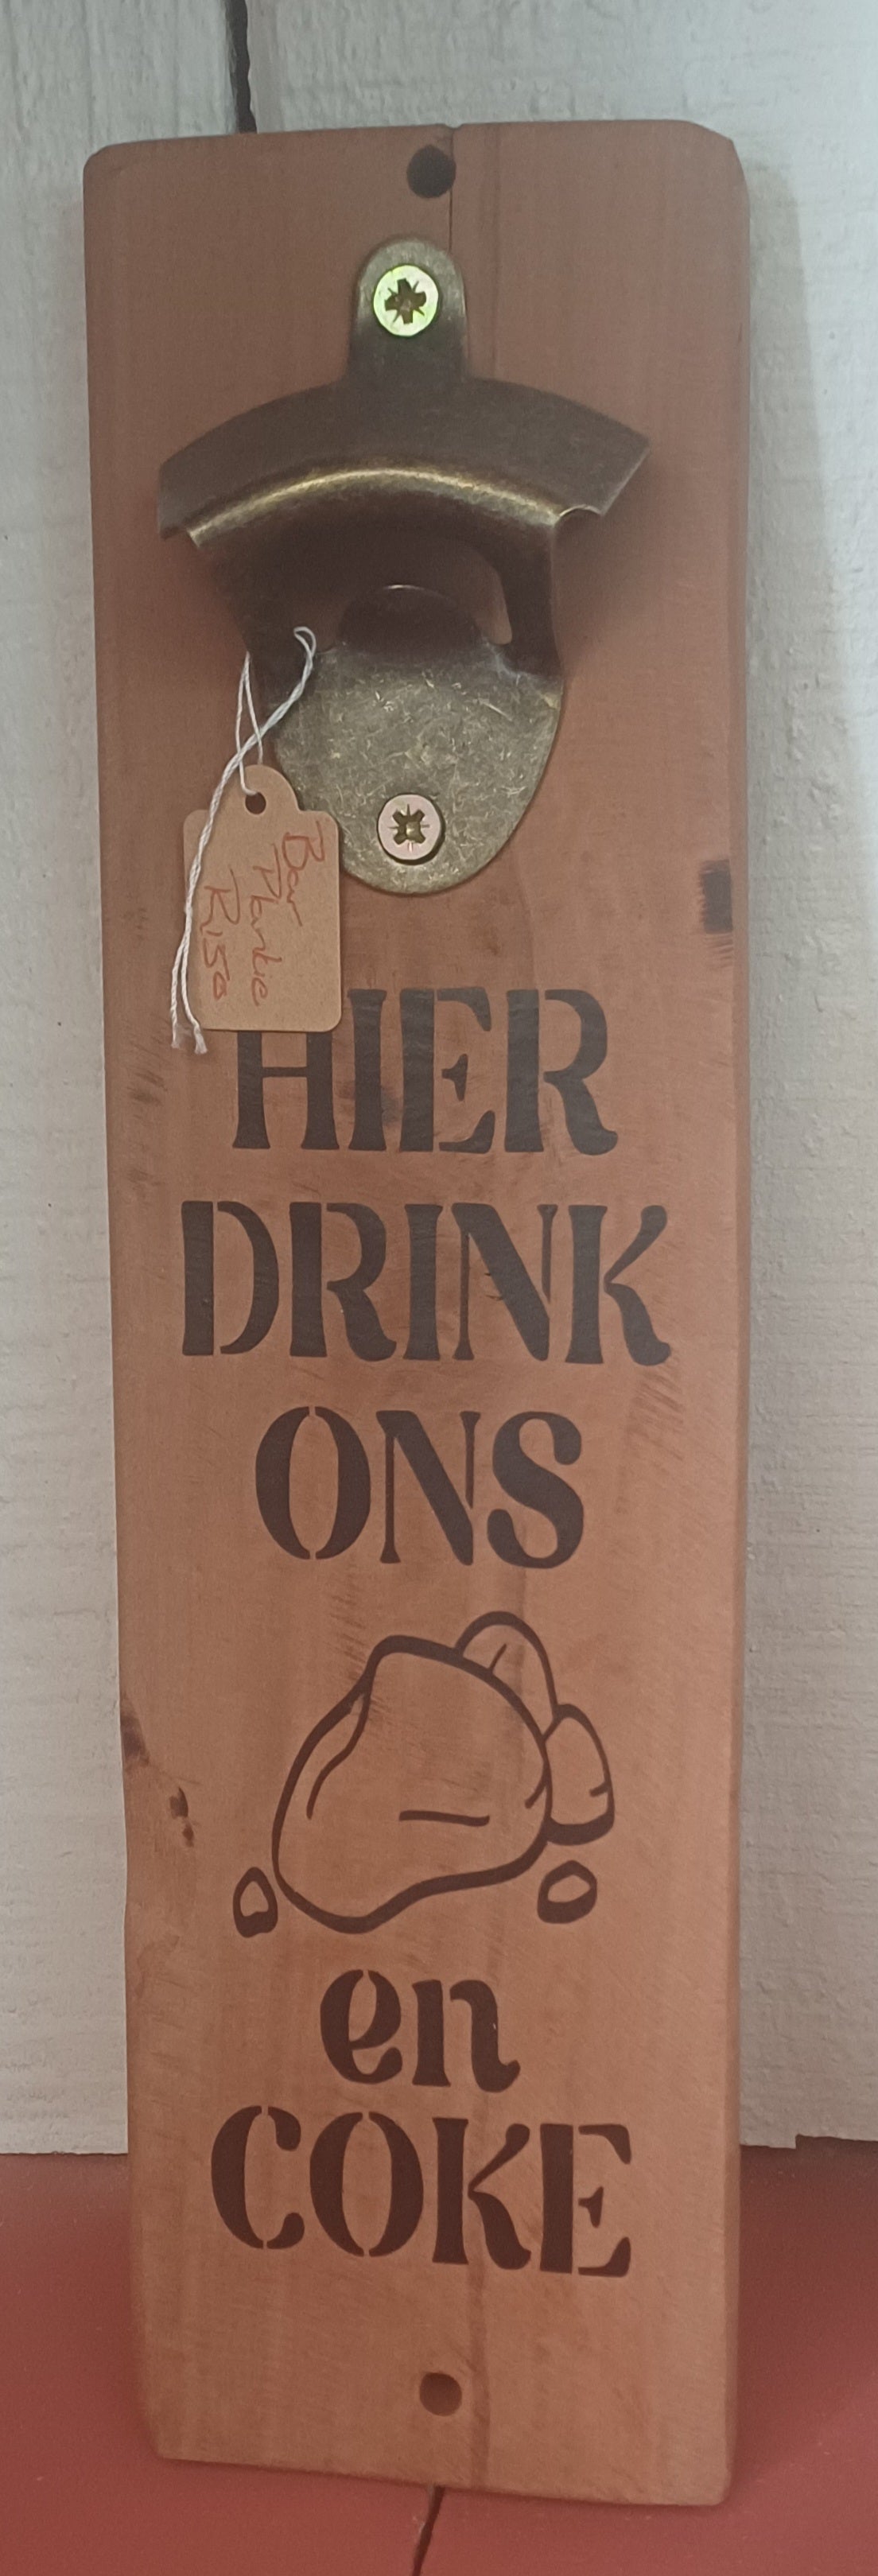 Bar
Plankie
R150
HIER
DRINK
ONS
en
COKE